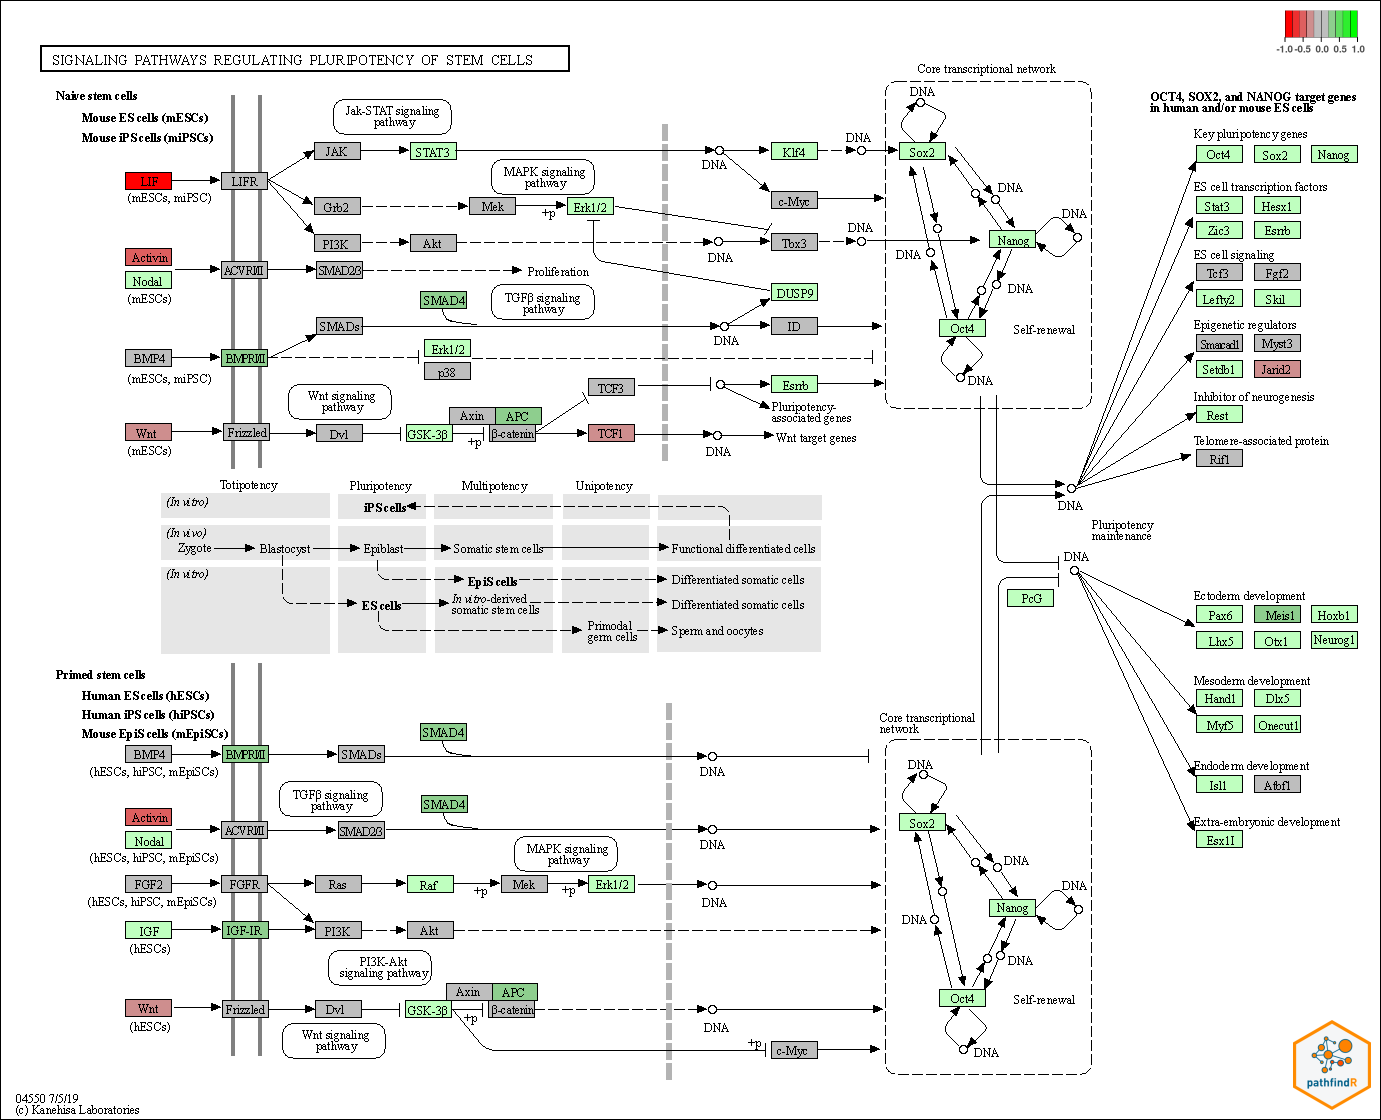 -1.0 -0.5 0.0 0.5 1.0
SIGNALING PATHWAYS REGULATING PLURIPOTENCY OF STEM CELLS
Naive stem cells
Mouse ES cells (mESCs)
Mouse iPS cells (miPSCs)
Jak-STAT signaling
pathway
JAK
STAT3
DNA
Klf4
DNA
LIF
LIFR
(mESCs, miPSC)
MAPK signaling
pathway
Grb2
Mek
+p
Erk1/2
c-Myc
PI3K
Akt
DNA
Tbx3
DNA
Activin
Nodal
(mESCs)
ACVRI/II
SMAD2/3
Proliferation
SMAD4
TGFβ signaling
pathway
DUSP9
SMADs
DNA
ID
BMP4
BMPRI/II
(mESCs, miPSC)
Erk1/2
p38
TCF3
Esrrb
Wnt signaling
pathway
Pluripotency-
associated genes
Axin
APC
Wnt
Frizzled
Dvl
GSK-3β
+p
β-catenin
TCF1
DNA
Wnt target genes
(mESCs)
Core transcriptional network
DNA
Sox2
DNA
DNA
Nanog
DNA
DNA
Oct4
Self-renewal
DNA
OCT4, SOX2, and NANOG target genes
in human and/or mouse ES cells
Key pluripotency genes
Oct4 Sox2 Nanog
ES cell transcription factors
Stat3 Hesx1
Zic3 Esrrb
ES cell signaling
Tcf3 Fgf2
Lefty2 Skil
Epigenetic regulators
Smarcad1 Myst3
Setdb1 Jarid2
Inhibitor of neurogenesis
Rest
Telomere-associated protein
Rif1
DNA
Pluripotency
maintenance
DNA
PcG
Totipotency Pluripotency Multipotency Unipotency
(In vitro)
iPS cells
(In vivo)
Zygote Blastocyst Epiblast Somatic stem cells Functional differentiated cells
(In vitro)
EpiS cells Differentiated somatic cells
ES cells
In vitro-derived
somatic stem cells
Differentiated somatic cells
Primodal
germ cells
Sperm and oocytes
Ectoderm development
Pax6 Meis1 Hoxb1
Lhx5 Otx1 Neurog1
Mesoderm development
Hand1 Dlx5
Myf5 Onecut1
Endoderm development
Isl1 Atbf1
Extra-embryonic development
Esx1l
Primed stem cells
Human ES cells (hESCs)
Human iPS cells (hiPSCs)
Mouse EpiS cells (mEpiSCs)
SMAD4
BMP4
BMPRI/II
SMADs
DNA
(hESCs, hiPSC, mEpiSCs)
TGFβ signaling
pathway
SMAD4
Activin
Nodal
ACVRI/II
SMAD2/3
DNA
(hESCs, hiPSC, mEpiSCs)
MAPK signaling
pathway
FGF2
FGFR
Ras
Raf
+p
Mek
+p
Erk1/2
DNA
(hESCs, hiPSC, mEpiSCs)
IGF
IGF-IR
PI3K
Akt
(hESCs)
PI3K-Akt
signaling pathway
Axin
APC
Wnt
Frizzled
Dvl
GSK-3β
+p
β-catenin
DNA
(hESCs)
Wnt signaling
pathway
+p
c-Myc
Core transcriptional
network
DNA
Sox2
DNA
DNA
Nanog
DNA
DNA
Oct4
Self-renewal
DNA
pathfindR
04550 7/5/19
(c) Kanehisa Laboratories